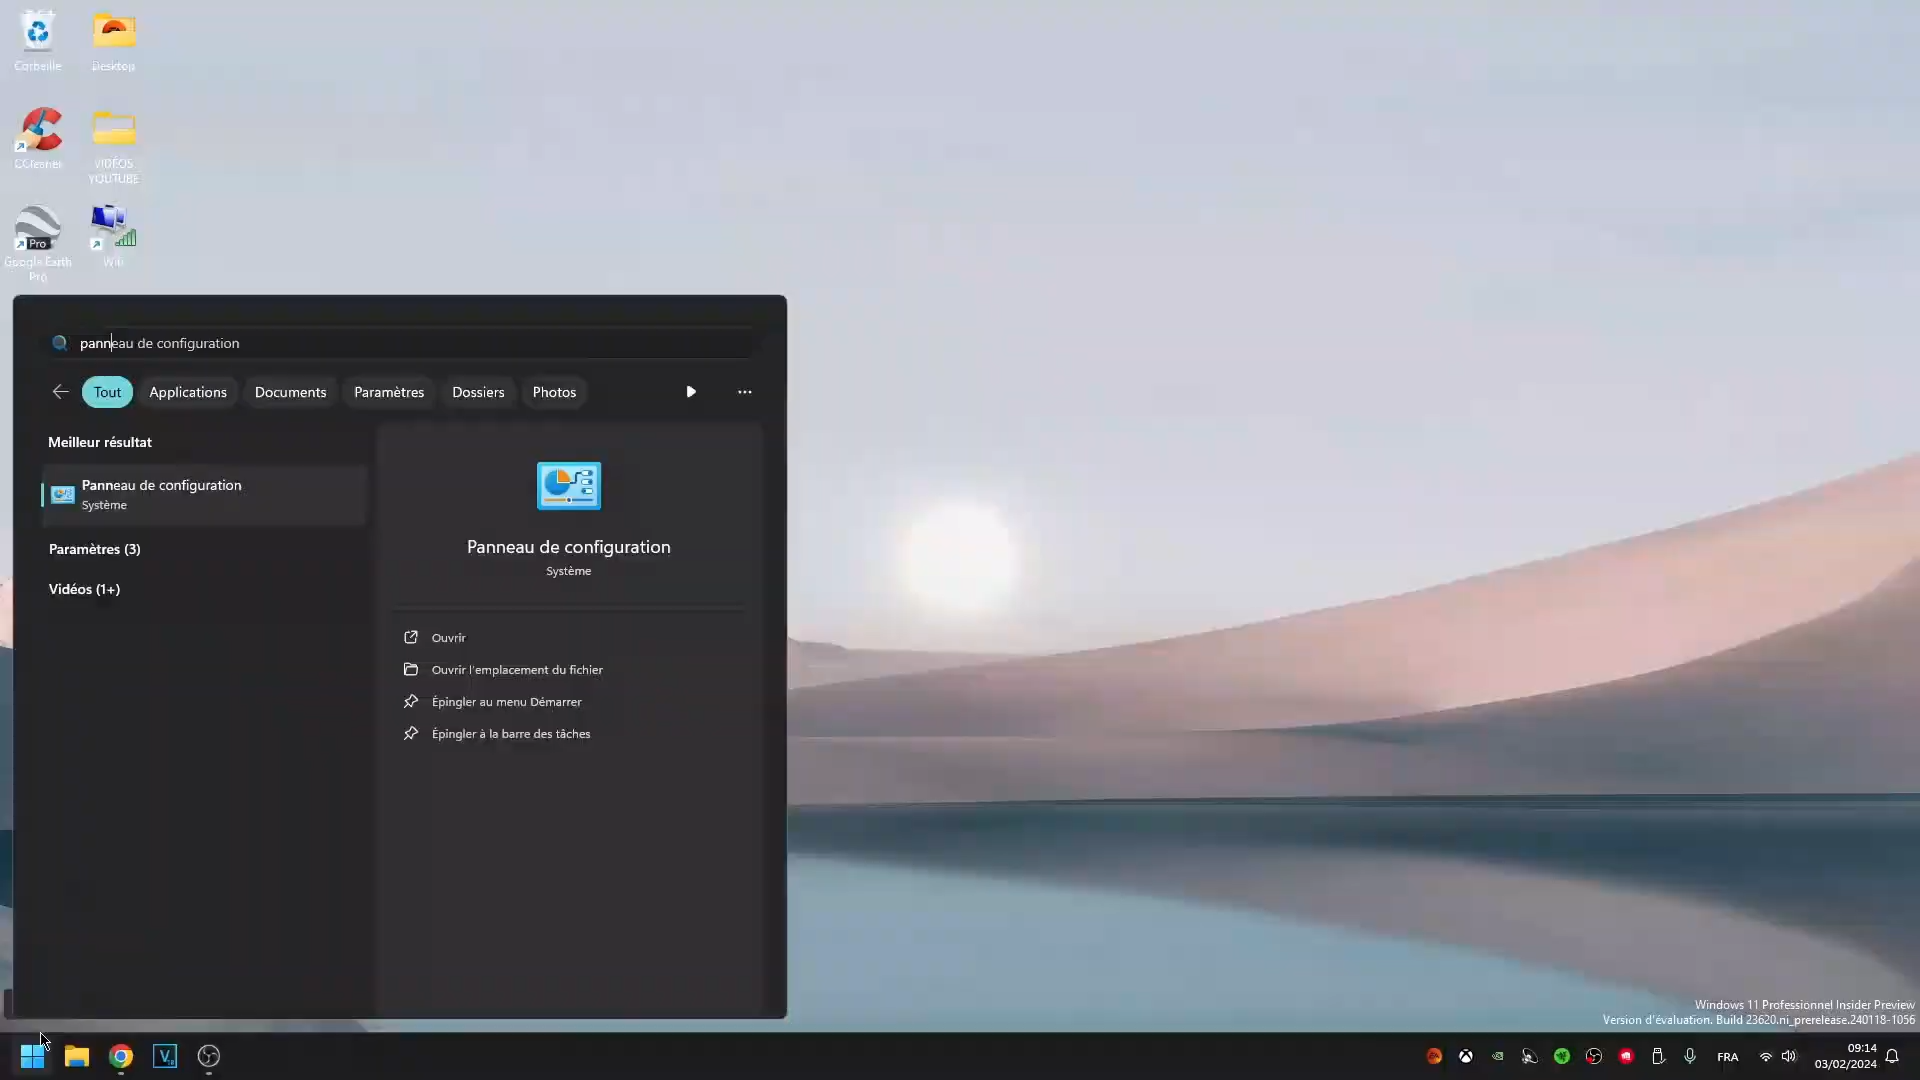 Corbeille
Desktop
CCleaner
VIDÉOS
YOUTUBE
Pro
Google Earth
Pro
Wifi
panneau de configuration
Tout
Applications
Documents
Paramètres
Dossiers
Photos
Meilleur résultat
Panneau de configuration
Système
Paramètres (3)
Vidéos (1+)
Panneau de configuration
Système
Ouvrir
Ouvrir l'emplacement du fichier
Épingler au menu Démarrer
Épingler à la barre des tâches
Windows 11 Professionnel Insider Preview
Version d'évaluation. Build 23620.ni_prerelease.240118-1056
FRA
09:14
03/02/2024